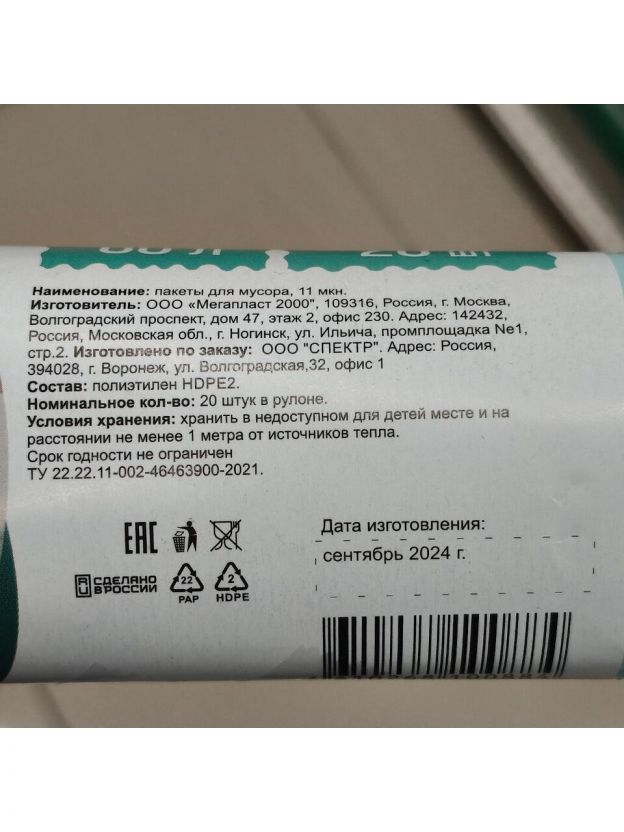 Наименование: пакеты для мусора, 11 мкн.
Изготовитель: ООО «Мегапласт 2000", 109316, Россия, г. Москва,
Волгоградский проспект, дом 47, этаж 2, офис 230. Адрес: 142432,
Россия, Московская обл., г. Ногинск, ул. Ильича, промплощадка №1,
стр.2. Изготовлено по заказу: ООО "СПЕКТР". Адрес: Россия,
394028, г. Воронеж, ул. Волгоградская,32, офис 1
Состав: полиэтилен HDPE2.
Номинальное кол-во: 20 штук в рулоне.
Условия хранения: хранить в недоступном для детей месте и на
расстоянии не менее 1 метра от источников тепла.
Срок годности не ограничен
ТУ 22.22.11-002-46463900-2021.
ЕАС
СДЕЛАНО
В РОССИИ
22
PAP
2
HDPE
Дата изготовления:
сентябрь 2024 г.